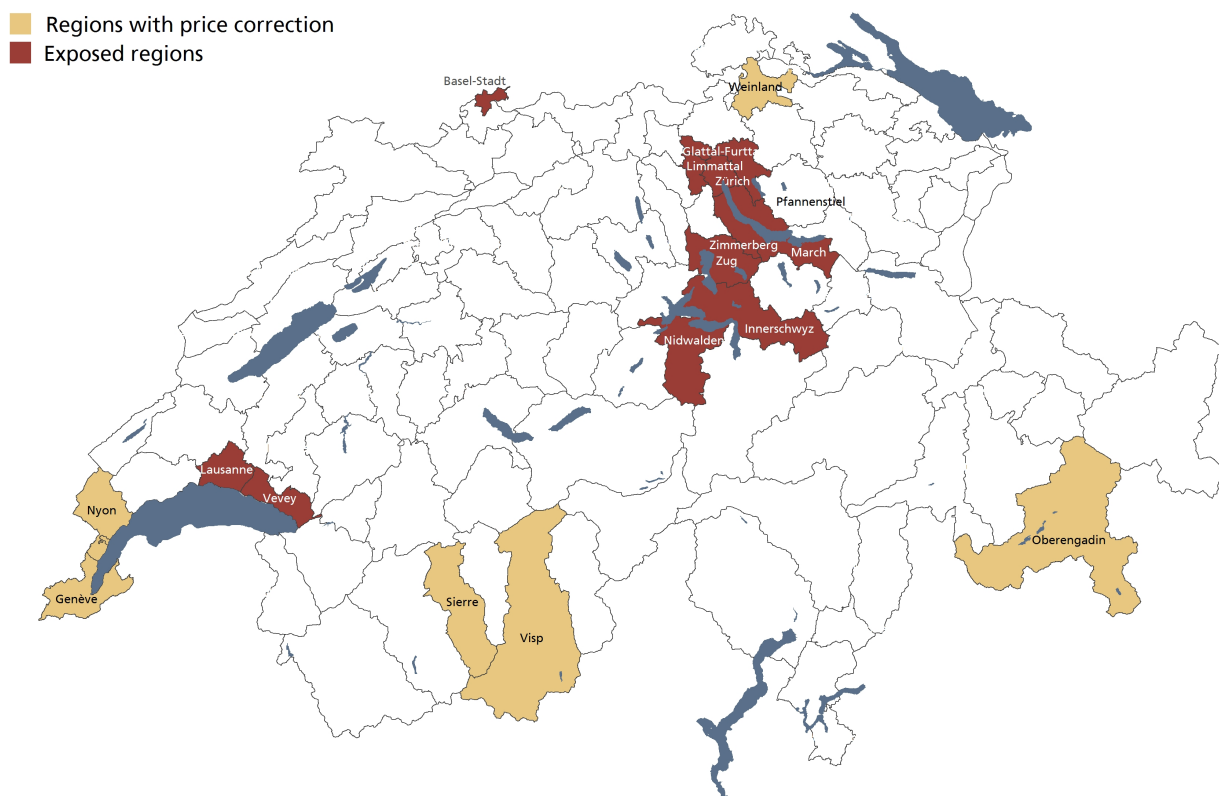 Regions with price correction
Exposed regions
Basel-Stadt
Weinland
Glattal-Furtta
Limmattal
Zürich
Pfannenstiel
Zimmerberg
March
Zug
Innerschwyz
Nidwalden
Lausanne
Vevey
Nyon
Oberengadin
Genève
Sierre
Visp